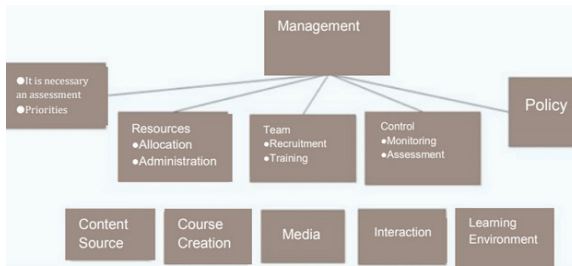 Management
●It is necessary
an assessment
●Priorities
Resources
●Allocation
●Administration
Team
●Recruitment
●Training
Control
●Monitoring
●Assessment
Policy
Content
Source
Course
Creation
Media
Interaction
Learning
Environment